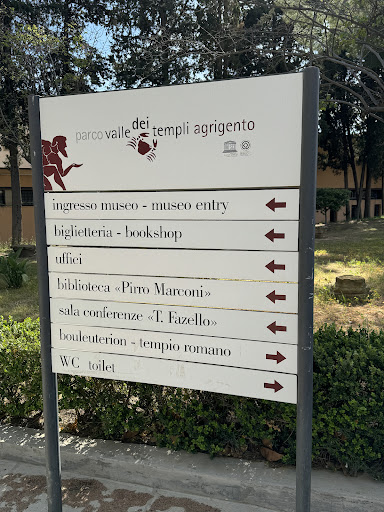 parco valle dei templi agrigento
ingresso museo - museo entry
biglietteria - bookshop
uffici
biblioteca «Pirro Marconi»
sala conferenze «T. Fazello»
bouleuterion - tempio romano
WC toilet